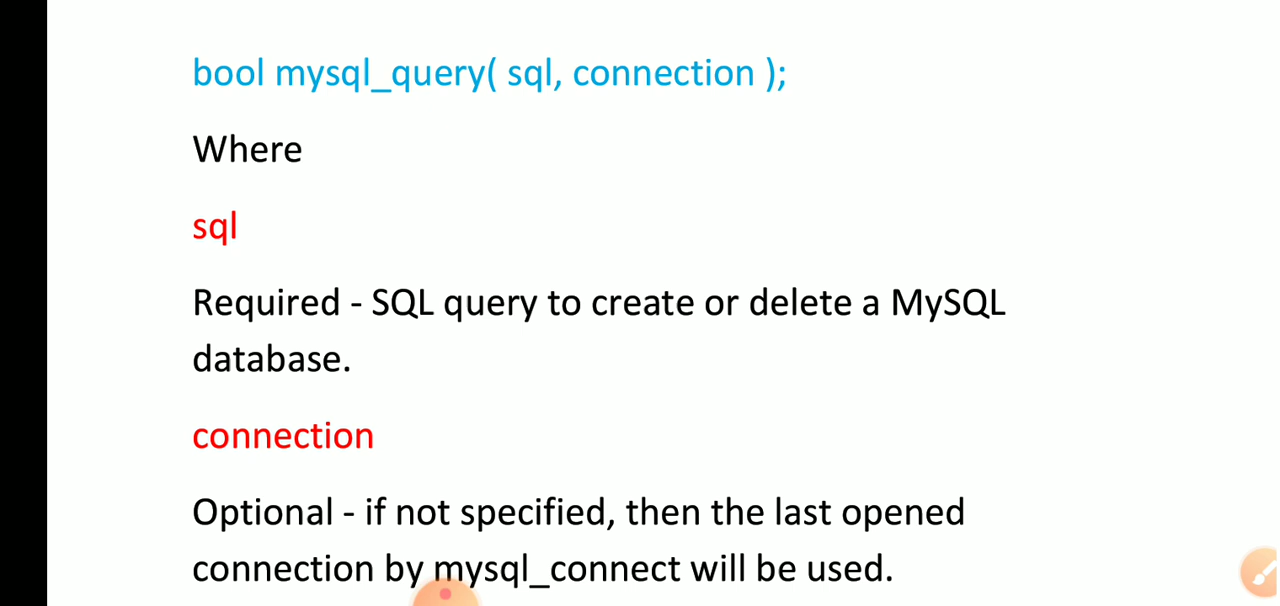 bool mysql_query( sql, connection );
Where
sql
Required - SQL query to create or delete a MySQL
database.
connection
Optional - if not specified, then the last opened
connection by mysql_connect will be used.